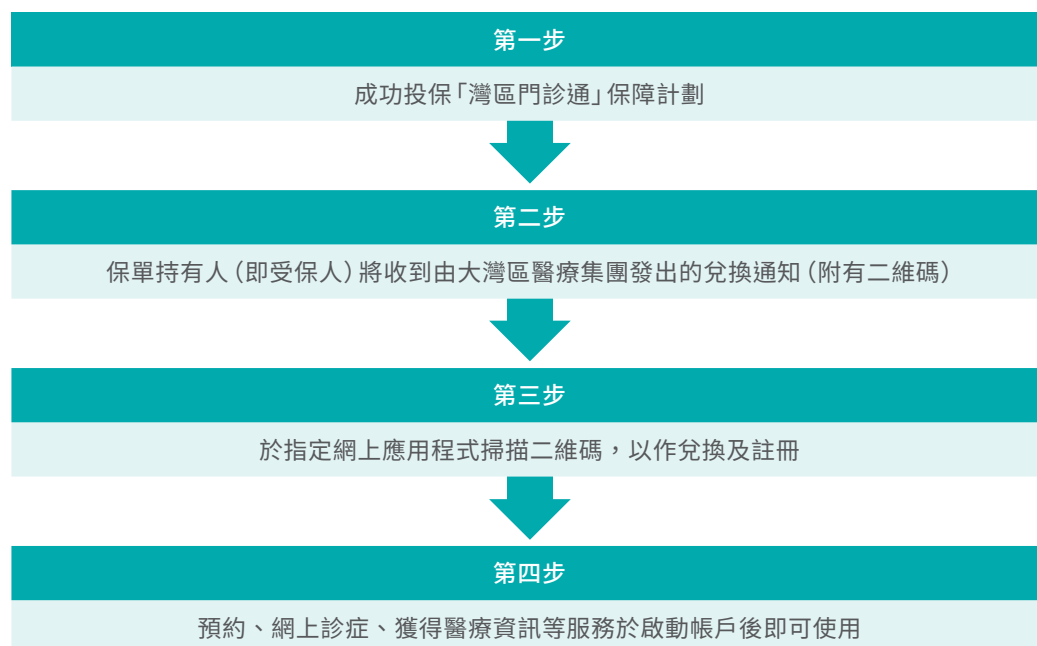 第一步
成功投保「灣區門診通」保障計劃
第二步
保單持有人（即受保人）將收到由大灣區醫療集團發出的兌換通知（附有二維碼）
第三步
於指定網上應用程式掃描二維碼，以作兌換及註冊
第四步
預約、網上診症、獲得醫療資訊等服務於啟動帳戶後即可使用